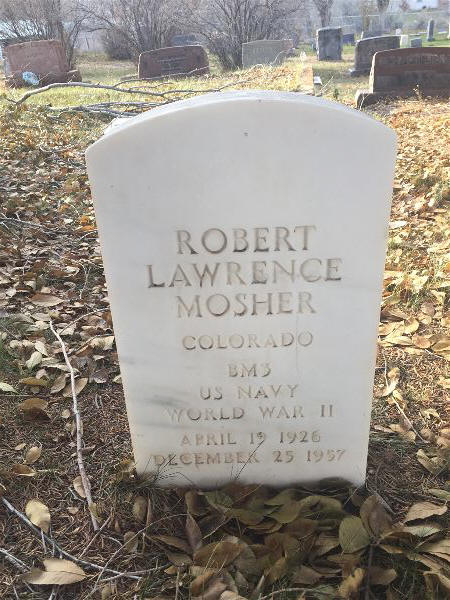 ROBERT
LAWRENCE
MOSHER
COLORADO
BM3
US NAVY
WORLD WAR II
APRIL 19 1926
DECEMBER 25 1957